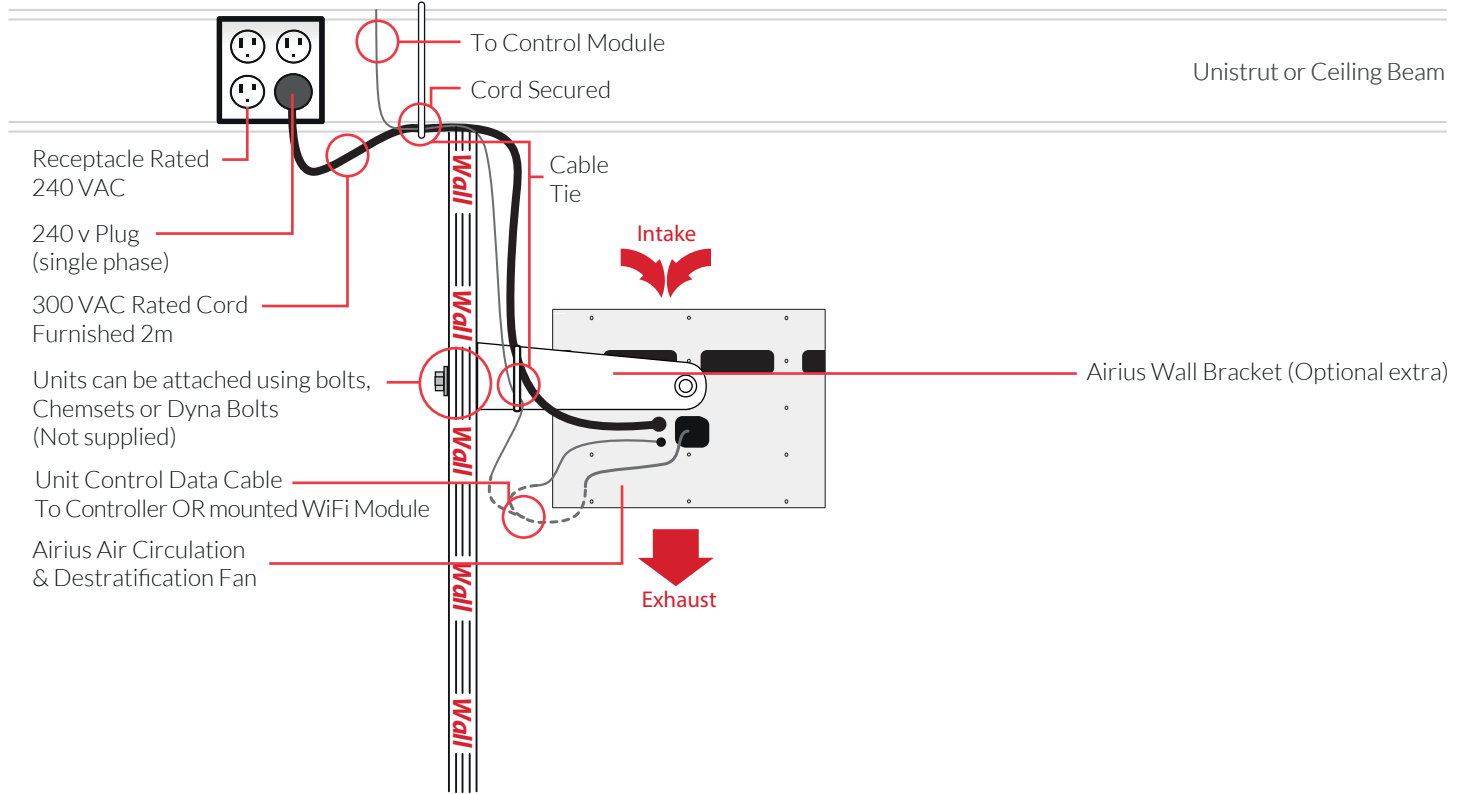 To Control Module
Unistrut or Ceiling Beam
Cord Secured
Receptacle Rated
240 VAC
Cable
Tie
240 v Plug
(single phase)
300 VAC Rated Cord
Furnished 2m
Units can be attached using bolts,
Chemsets or Dyna Bolts
(Not supplied)
Unit Control Data Cable
To Controller OR mounted WiFi Module
Airius Air Circulation
& Destratification Fan
Wall
Wall
Wall
Wall
Wall
Intake
Airius Wall Bracket (Optional extra)
Exhaust